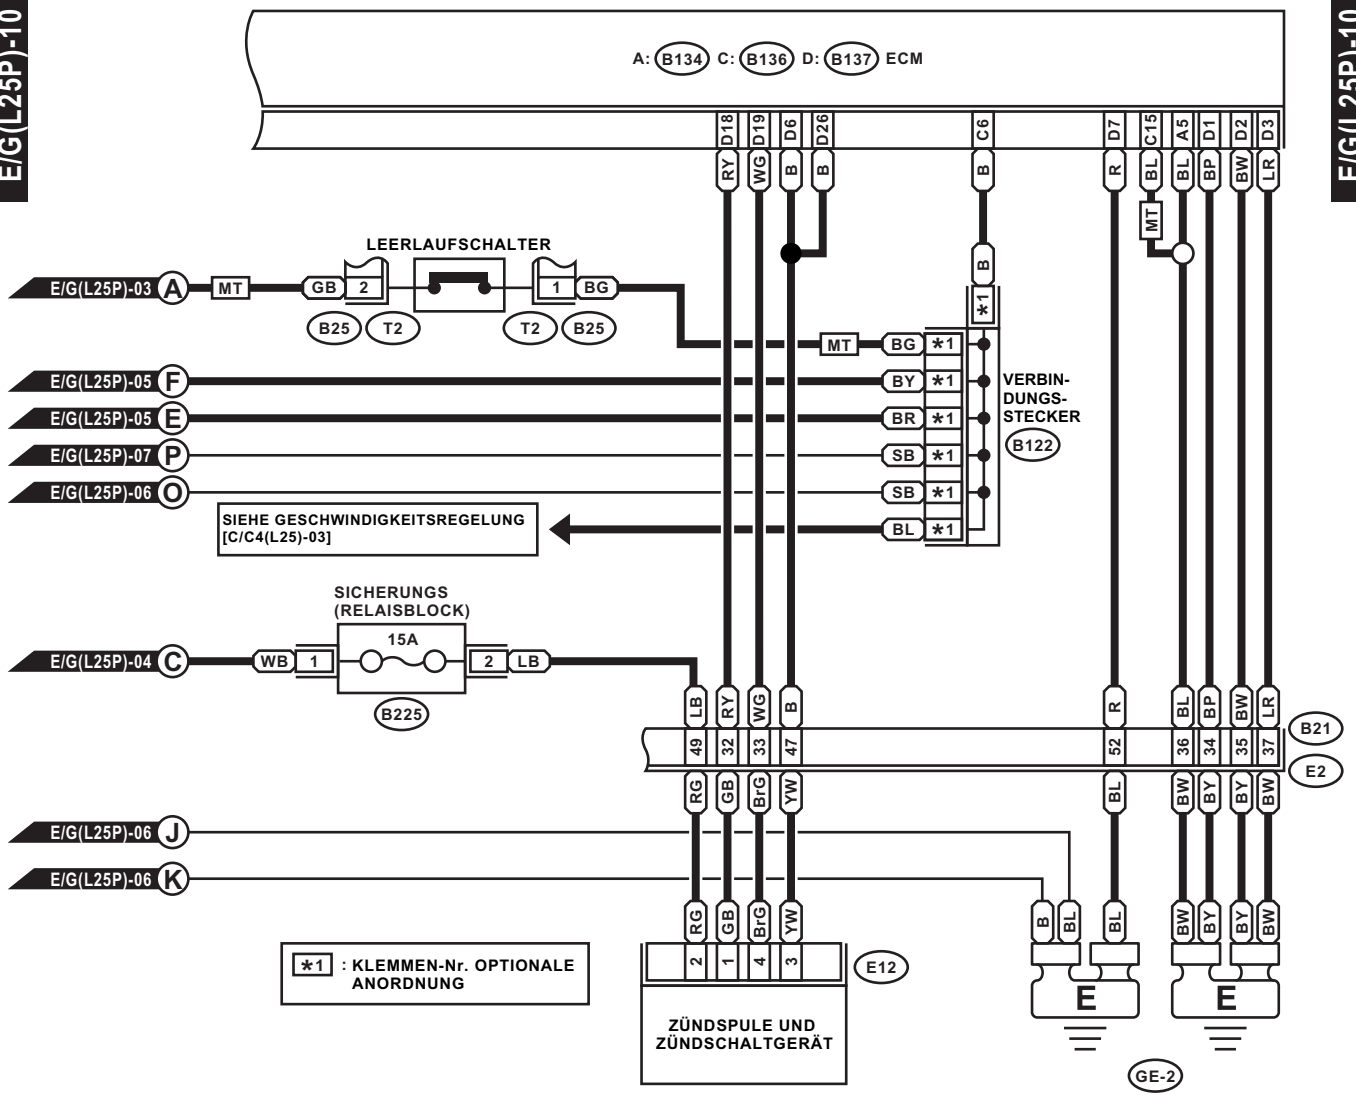 E/G(L25P)-10
E/G(L25P)-10
A: B134 C: B136 D: B137 ECM
D18 D19 D6 D26 C6 D7 C15 A5 D1 D2 D3
RY WG B B B R BL BL BP BW LR
MT
LEERLAUFSCHALTER
B
E/G(L25P)-03 A MT GB 2 1 BG
*1
B25 T2 T2 B25
MT BG *1
E/G(L25P)-05 F BY *1
VERBIN-
DUNGS-
STECKER
E/G(L25P)-05 E BR *1
B122
E/G(L25P)-07 P SB *1
E/G(L25P)-06 O SB *1
SIEHE GESCHWINDIGKEITSREGELUNG
[C/C4(L25)-03]
BL *1
SICHERUNGS
(RELAISBLOCK)
15A
E/G(L25P)-04 C WB 1 2 LB
B225
LB RY WG B R BL BP BW LR
B21
49 32 33 47 52 36 34 35 37
E2
RG GB BrG YW BL BW BY BY BW
E/G(L25P)-06 J
E/G(L25P)-06 K
RG GB BrG YW B BL BL BW BY BY BW
2 1 4 3
E12
*1 : KLEMMEN-Nr. OPTIONALE
ANORDNUNG
E E
ZÜNDSPULE UND
ZÜNDSCHALTGERÄT
GE-2